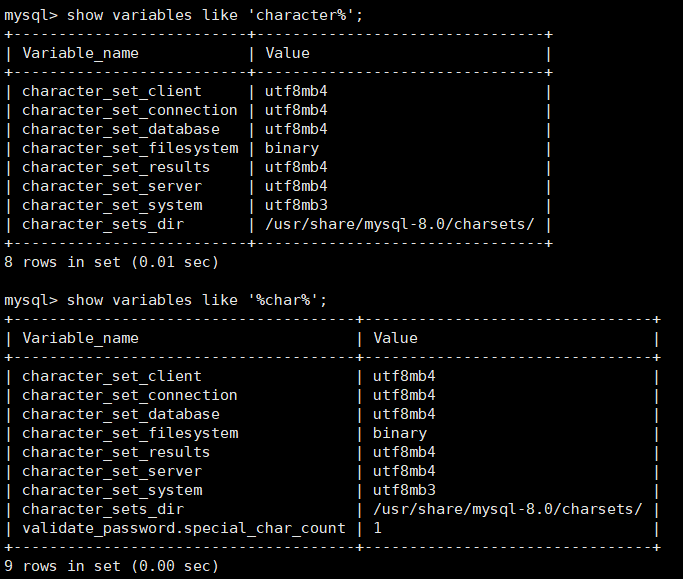 mysql> show variables like 'character%';
+--------------------------+--------------------------------+
| Variable_name            | Value                          |
+--------------------------+--------------------------------+
| character_set_client     | utf8mb4                        |
| character_set_connection | utf8mb4                        |
| character_set_database   | utf8mb4                        |
| character_set_filesystem | binary                         |
| character_set_results    | utf8mb4                        |
| character_set_server     | utf8mb4                        |
| character_set_system     | utf8mb3                        |
| character_sets_dir       | /usr/share/mysql-8.0/charsets/ |
+--------------------------+--------------------------------+
8 rows in set (0.01 sec)

mysql> show variables like '%char%';
+--------------------------------------+--------------------------------+
| Variable_name                        | Value                          |
+--------------------------------------+--------------------------------+
| character_set_client                 | utf8mb4                        |
| character_set_connection             | utf8mb4                        |
| character_set_database               | utf8mb4                        |
| character_set_filesystem             | binary                         |
| character_set_results                | utf8mb4                        |
| character_set_server                 | utf8mb4                        |
| character_set_system                 | utf8mb3                        |
| character_sets_dir                   | /usr/share/mysql-8.0/charsets/ |
| validate_password.special_char_count | 1                              |
+--------------------------------------+--------------------------------+
9 rows in set (0.00 sec)